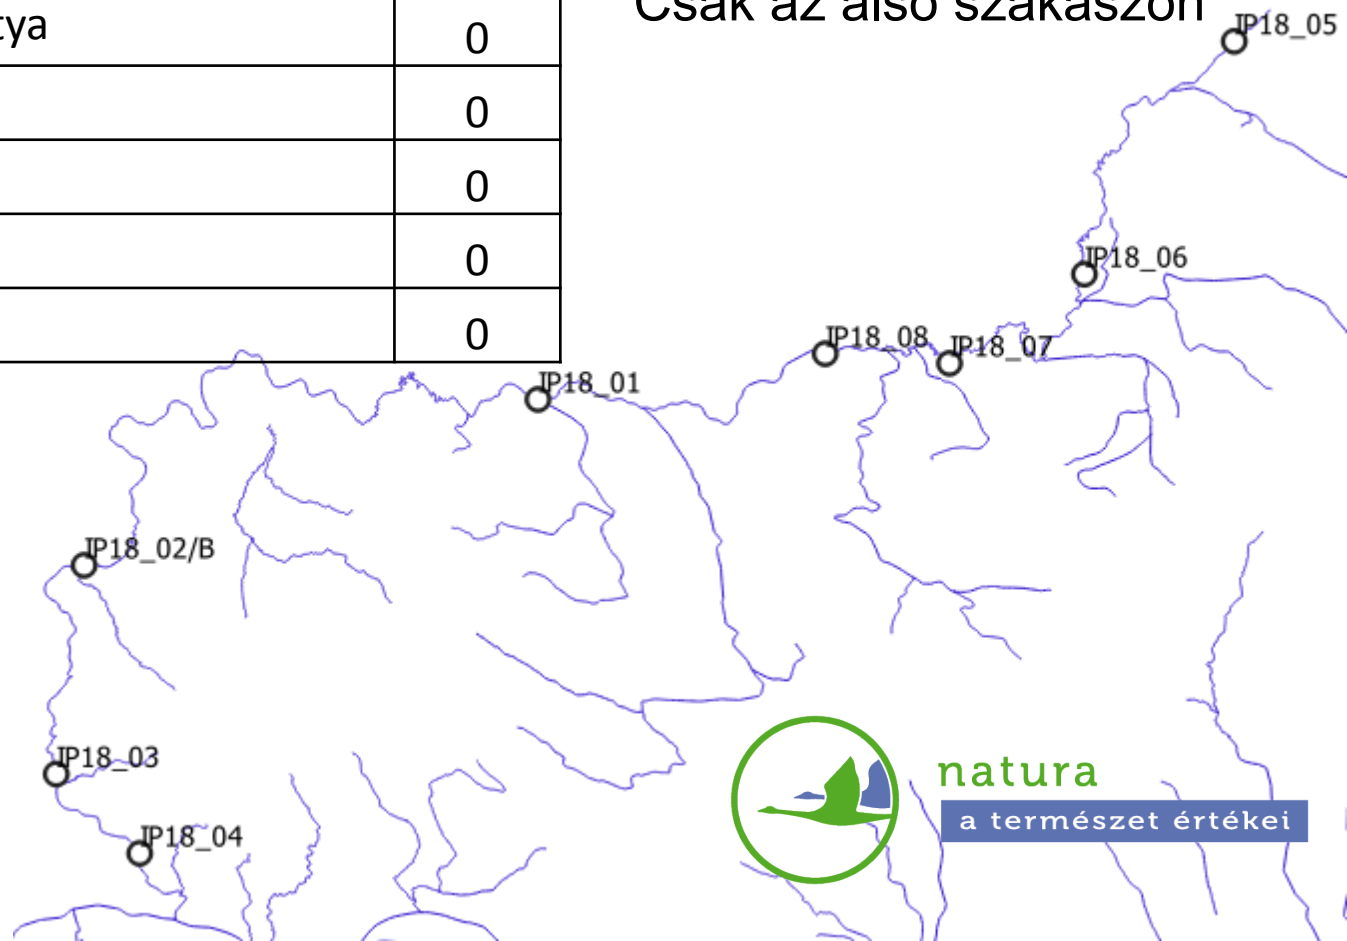 Csak az alsó szakaszon
tya
0
0
0
0
0
JP18_05
JP18_06
JP18_08
JP18_07
JP18_01
JP18_02/B
JP18_03
JP18_04
natura
a természet értékei